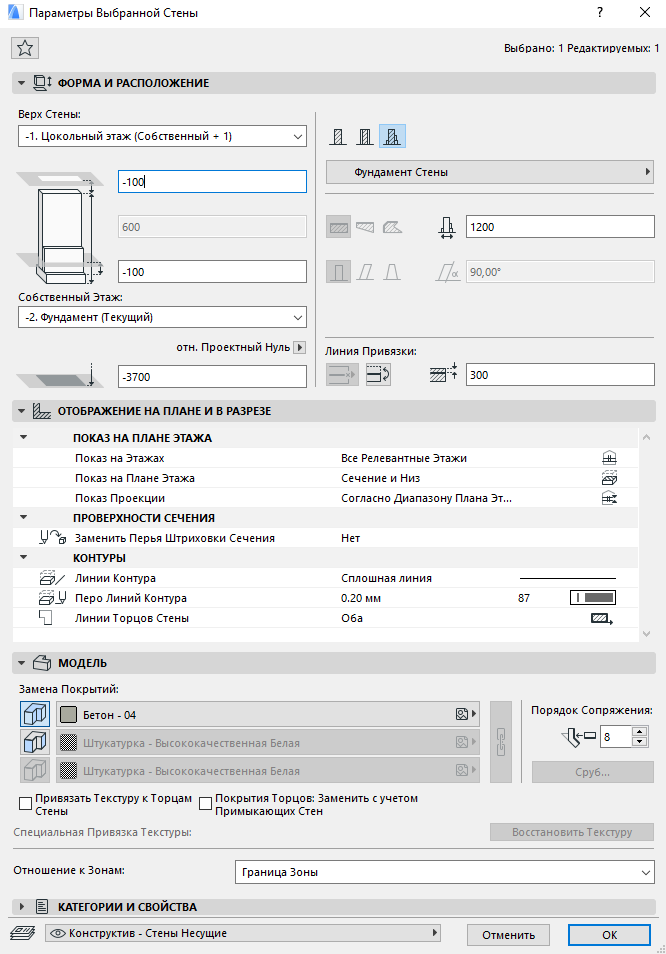 Параметры Выбранной Стены
Выбрано: 1 Редактируемых: 1
ФОРМА И РАСПОЛОЖЕНИЕ
Верх Стены:
-1. Цокольный этаж (Собственный + 1)
-100
600
-100
Собственный Этаж:
-2. Фундамент (Текущий)
отн. Проектный Нуль
-3700
Фундамент Стены
1200
α
90,00°
Линия Привязки:
300
ОТОБРАЖЕНИЕ НА ПЛАНЕ И В РАЗРЕЗЕ
ПОКАЗ НА ПЛАНЕ ЭТАЖА
Показ на Этажах Все Релевантные Этажи
Показ на Плане Этажа Сечение и Низ
Показ Проекции Согласно Диапазону Плана Эт...
ПРОВЕРХНОСТИ СЕЧЕНИЯ
Заменить Перья Штриховки Сечения Нет
КОНТУРЫ
Линии Контура Сплошная линия
Перо Линий Контура 0.20 мм 87
Линии Торцов Стены Оба
МОДЕЛЬ
Замена Покрытий:
Бетон - 04
Штукатурка - Высококачественная Белая
Штукатурка - Высококачественная Белая
Порядок Сопряжения:
8
Сруб...
Привязать Текстуру к Торцам
Стены
Покрытия Торцов: Заменить с учетом
Примыкающих Стен
Специальная Привязка Текстуры:
Восстановить Текстуру
Отношение к Зонам:
Граница Зоны
КАТЕГОРИИ И СВОЙСТВА
Конструктив - Стены Несущие
Отменить
ОК